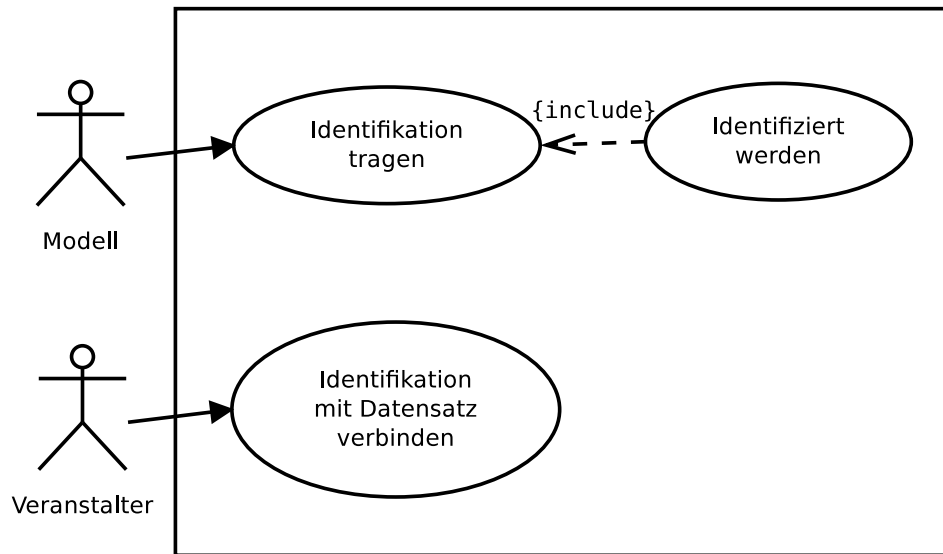 Identifikation
tragen
{include}
Identifiziert
werden
Modell
Identifikation
mit Datensatz
verbinden
Veranstalter